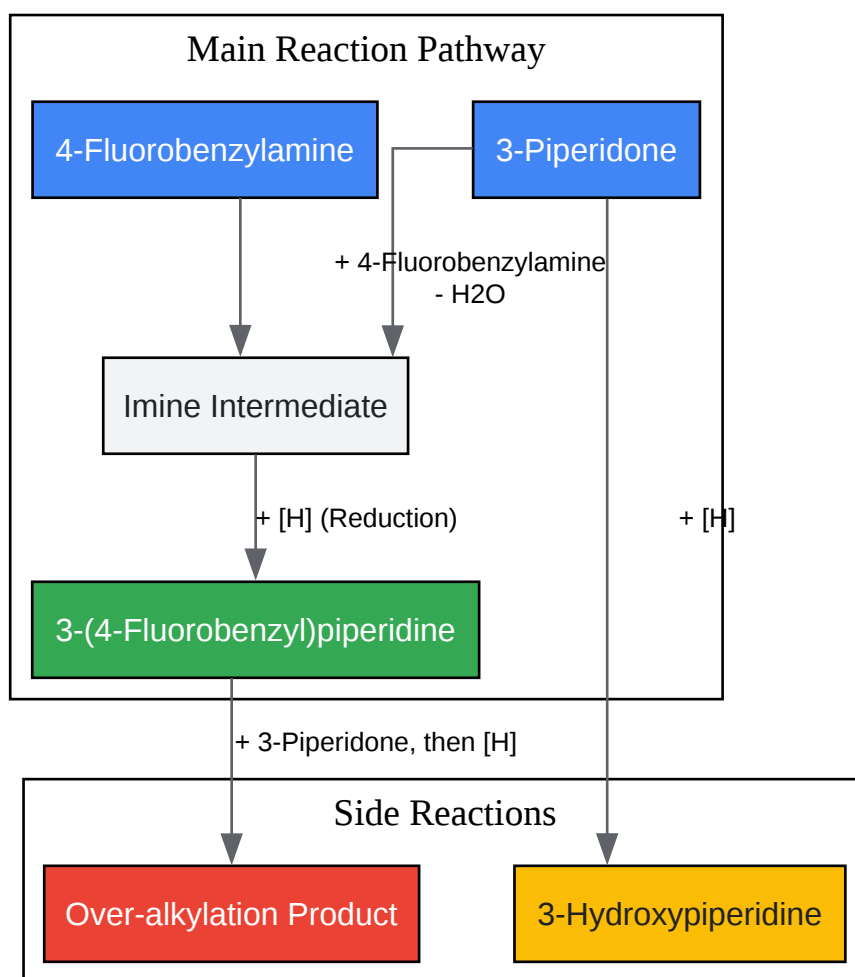 Main Reaction Pathway
4-Fluorobenzylamine
3-Piperidone
+ 4-Fluorobenzylamine
- H2O
Imine Intermediate
+ [H] (Reduction)
+ [H]
3-(4-Fluorobenzyl)piperidine
+ 3-Piperidone, then [H]
Side Reactions
Over-alkylation Product
3-Hydroxypiperidine